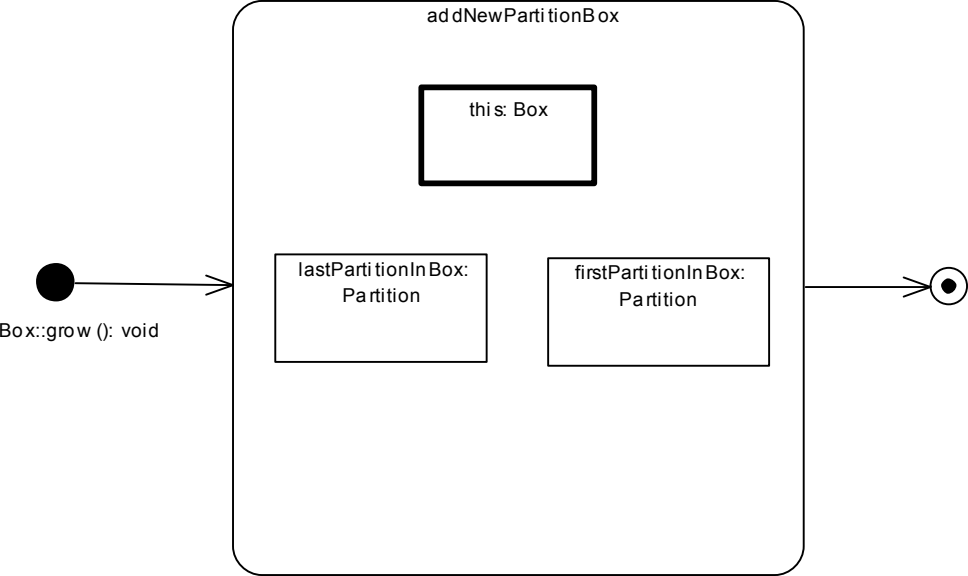 addNewPartitionBox
this: Box
lastPartitionInBox:
Partition
firstPartitionInBox:
Partition
Box::grow (): void